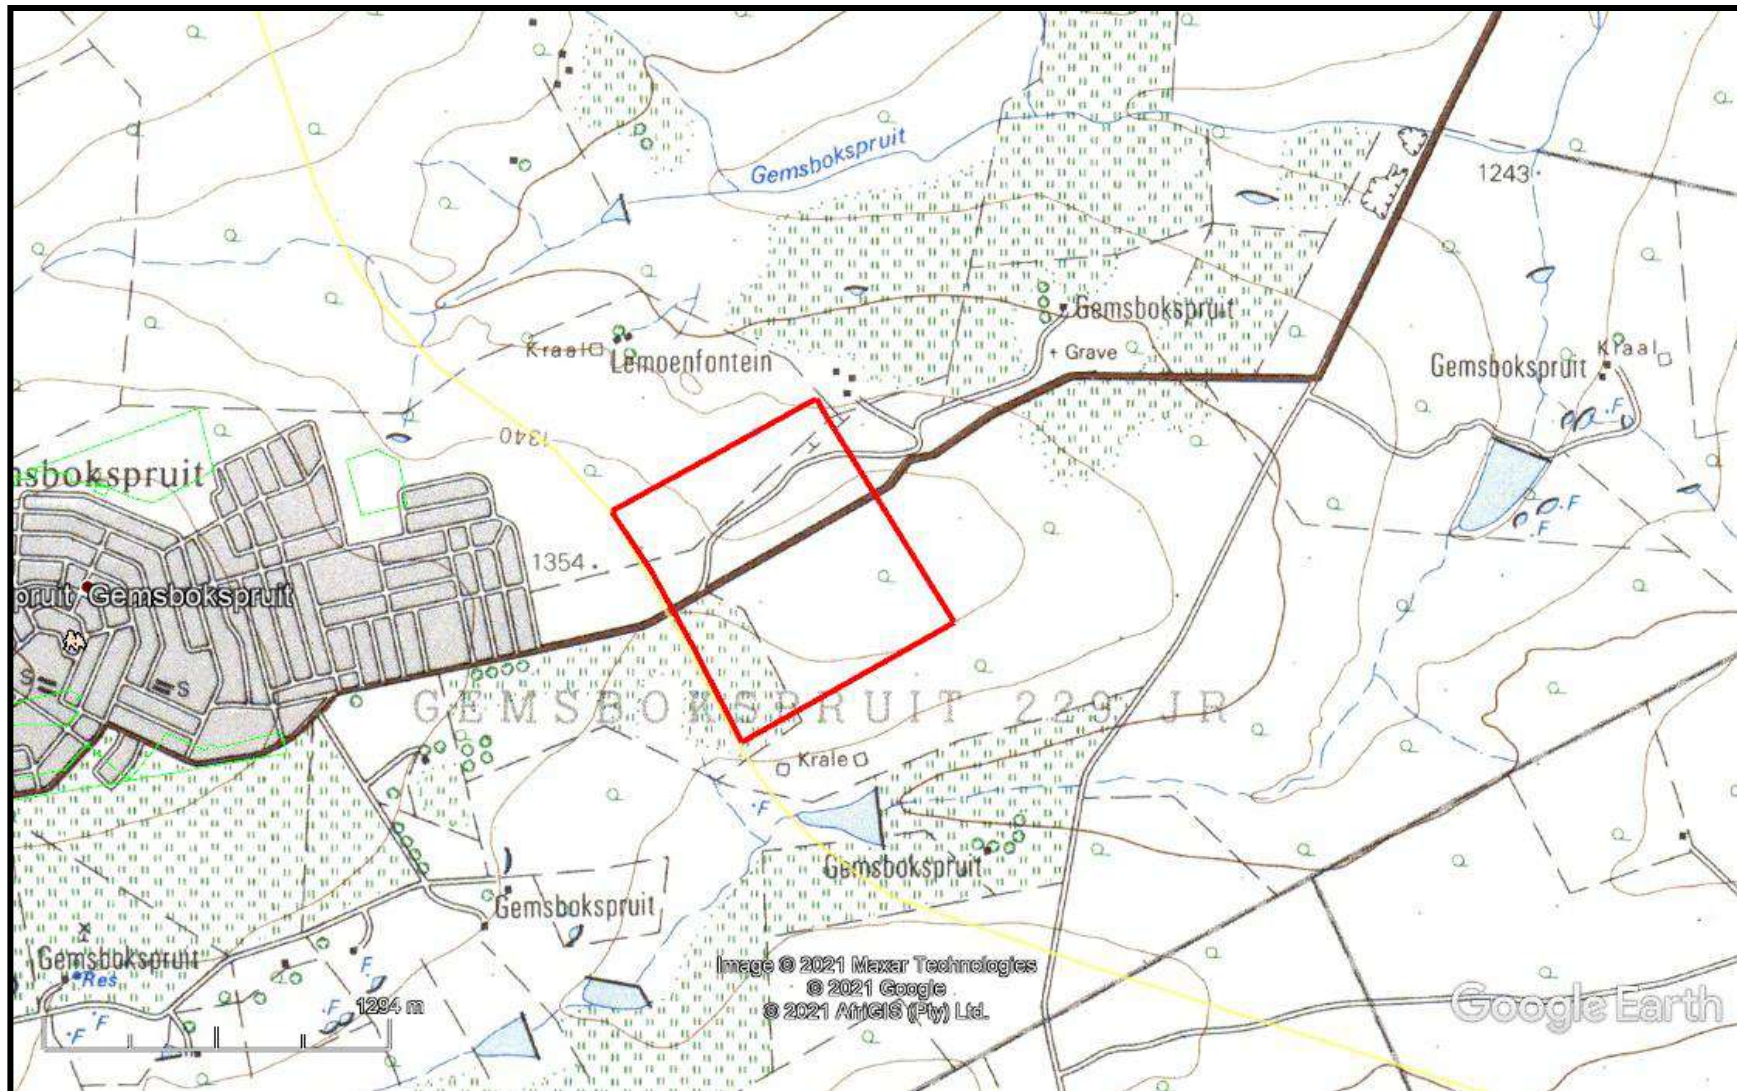 Gemsbokspruit
1243
Gemsbokspruit
Grave
Kraal
Lemoenfontein
Gemsbokspruit
Kraal
F
1340
msbokspruit
F
F
1354
pruit
Gemsbokspruit
S
S
GEMSBOKSPRUIT 229 JR
Krale
F
Gemsbokspruit
Gemsbokspruit
Gemsbokspruit
Res
F
F
F
F
1294 m
Image © 2021 Maxar Technologies
© 2021 Google
© 2021 AfriGIS (Pty) Ltd.
Google Earth